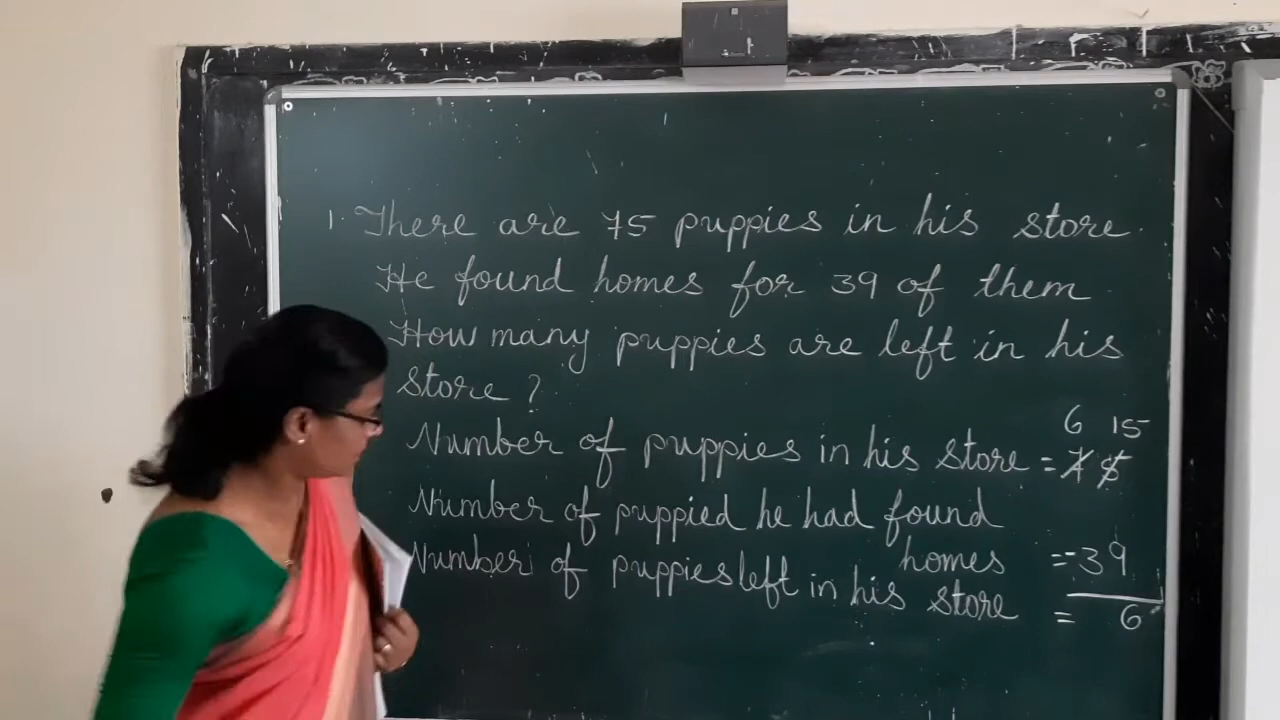 1. There are 75 puppies in his store.
He found homes for 39 of them
How many puppies are left in his
store ?
6 15
Number of puppies in his store = 75
Number of puppied he had found
homes = -39
Number of puppies left in his store = 6